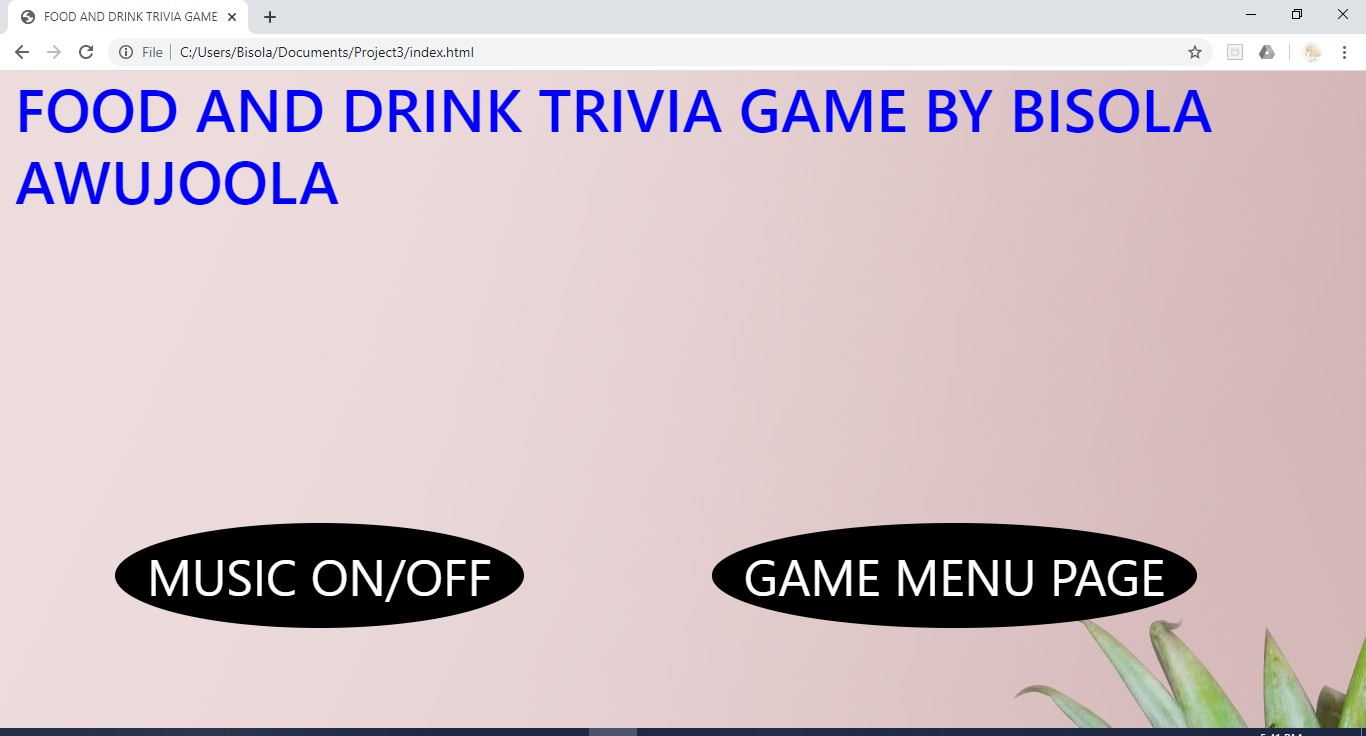 FOOD AND DRINK TRIVIA GAME
File
C:/Users/Bisola/Documents/Project3/index.html
FOOD AND DRINK TRIVIA GAME BY BISOLA
AWUJOOLA
MUSIC ON/OFF
GAME MENU PAGE